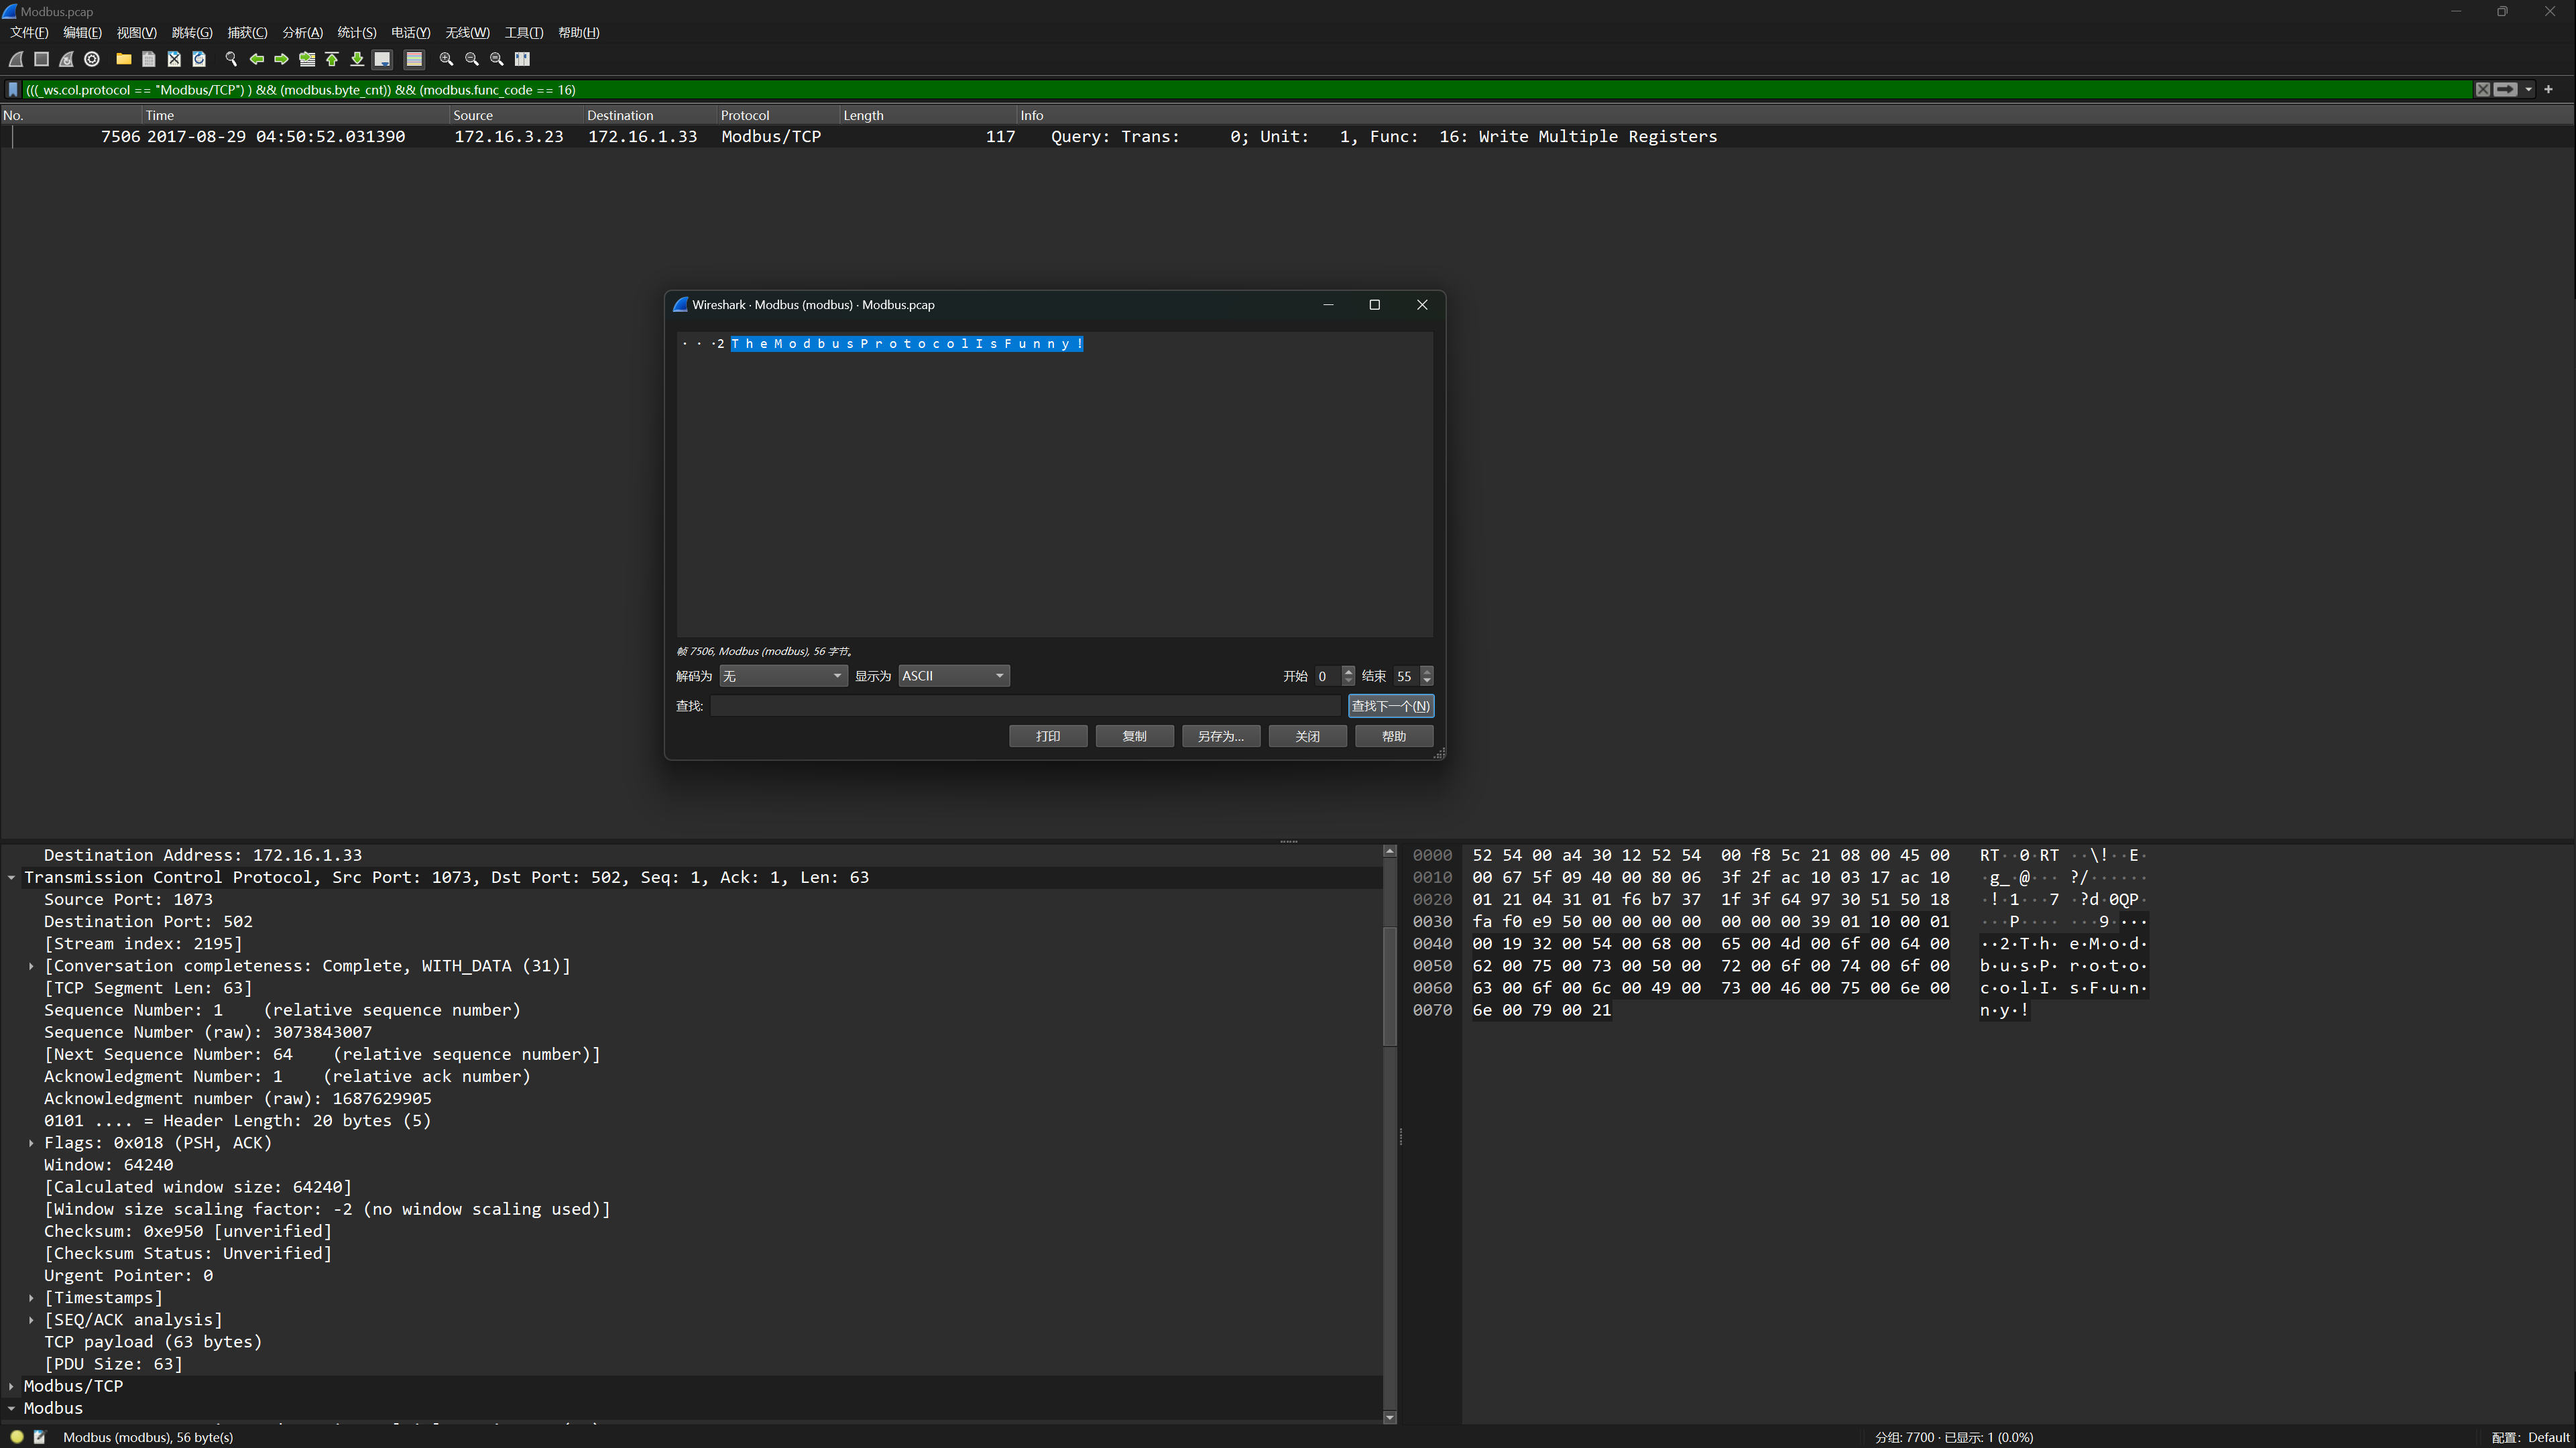 Modbus.pcap
文件(F) 编辑(E) 视图(V) 跳转(G) 捕获(C) 分析(A) 统计(S) 电话(Y) 无线(W) 工具(T) 帮助(H)
(((_ws.col.protocol == "Modbus/TCP") ) && (modbus.byte_cnt)) && (modbus.func_code == 16)
No. Time Source Destination Protocol Length Info
7506 2017-08-29 04:50:52.031390 172.16.3.23 172.16.1.33 Modbus/TCP 117 Query: Trans: 0; Unit: 1, Func: 16: Write Multiple Registers
Wireshark · Modbus (modbus) · Modbus.pcap
· · ·2 T h e M o d b u s P r o t o c o l I s F u n n y !
帧 7506, Modbus (modbus), 56 字节。
解码为 无 显示为 ASCII 开始 0 结束 55
查找: 查找下一个(N)
打印 复制 另存为... 关闭 帮助
Destination Address: 172.16.1.33
Transmission Control Protocol, Src Port: 1073, Dst Port: 502, Seq: 1, Ack: 1, Len: 63
Source Port: 1073
Destination Port: 502
[Stream index: 2195]
[Conversation completeness: Complete, WITH_DATA (31)]
[TCP Segment Len: 63]
Sequence Number: 1 (relative sequence number)
Sequence Number (raw): 3073843007
[Next Sequence Number: 64 (relative sequence number)]
Acknowledgment Number: 1 (relative ack number)
Acknowledgment number (raw): 1687629905
0101 .... = Header Length: 20 bytes (5)
Flags: 0x018 (PSH, ACK)
Window: 64240
[Calculated window size: 64240]
[Window size scaling factor: -2 (no window scaling used)]
Checksum: 0xe950 [unverified]
[Checksum Status: Unverified]
Urgent Pointer: 0
[Timestamps]
[SEQ/ACK analysis]
TCP payload (63 bytes)
[PDU Size: 63]
Modbus/TCP
Modbus
0000 52 54 00 a4 30 12 52 54 00 f8 5c 21 08 00 45 00 RT··0·RT ··\!··E·
0010 00 67 5f 09 40 00 80 06 3f 2f ac 10 03 17 ac 10 ·g_·@··· ?/······
0020 01 21 04 31 01 f6 b7 37 1f 3f 64 97 30 51 50 18 ·!·1···7 ·?d·0QP·
0030 fa f0 e9 50 00 00 00 00 00 00 00 39 01 10 00 01 ···P···· ···9····
0040 00 19 32 00 54 00 68 00 65 00 4d 00 6f 00 64 00 ··2·T·h· e·M·o·d·
0050 62 00 75 00 73 00 50 00 72 00 6f 00 74 00 6f 00 b·u·s·P· r·o·t·o·
0060 63 00 6f 00 6c 00 49 00 73 00 46 00 75 00 6e 00 c·o·l·I· s·F·u·n·
0070 6e 00 79 00 21 n·y·!
Modbus (modbus), 56 byte(s) 分组: 7700 · 已显示: 1 (0.0%) 配置: Default